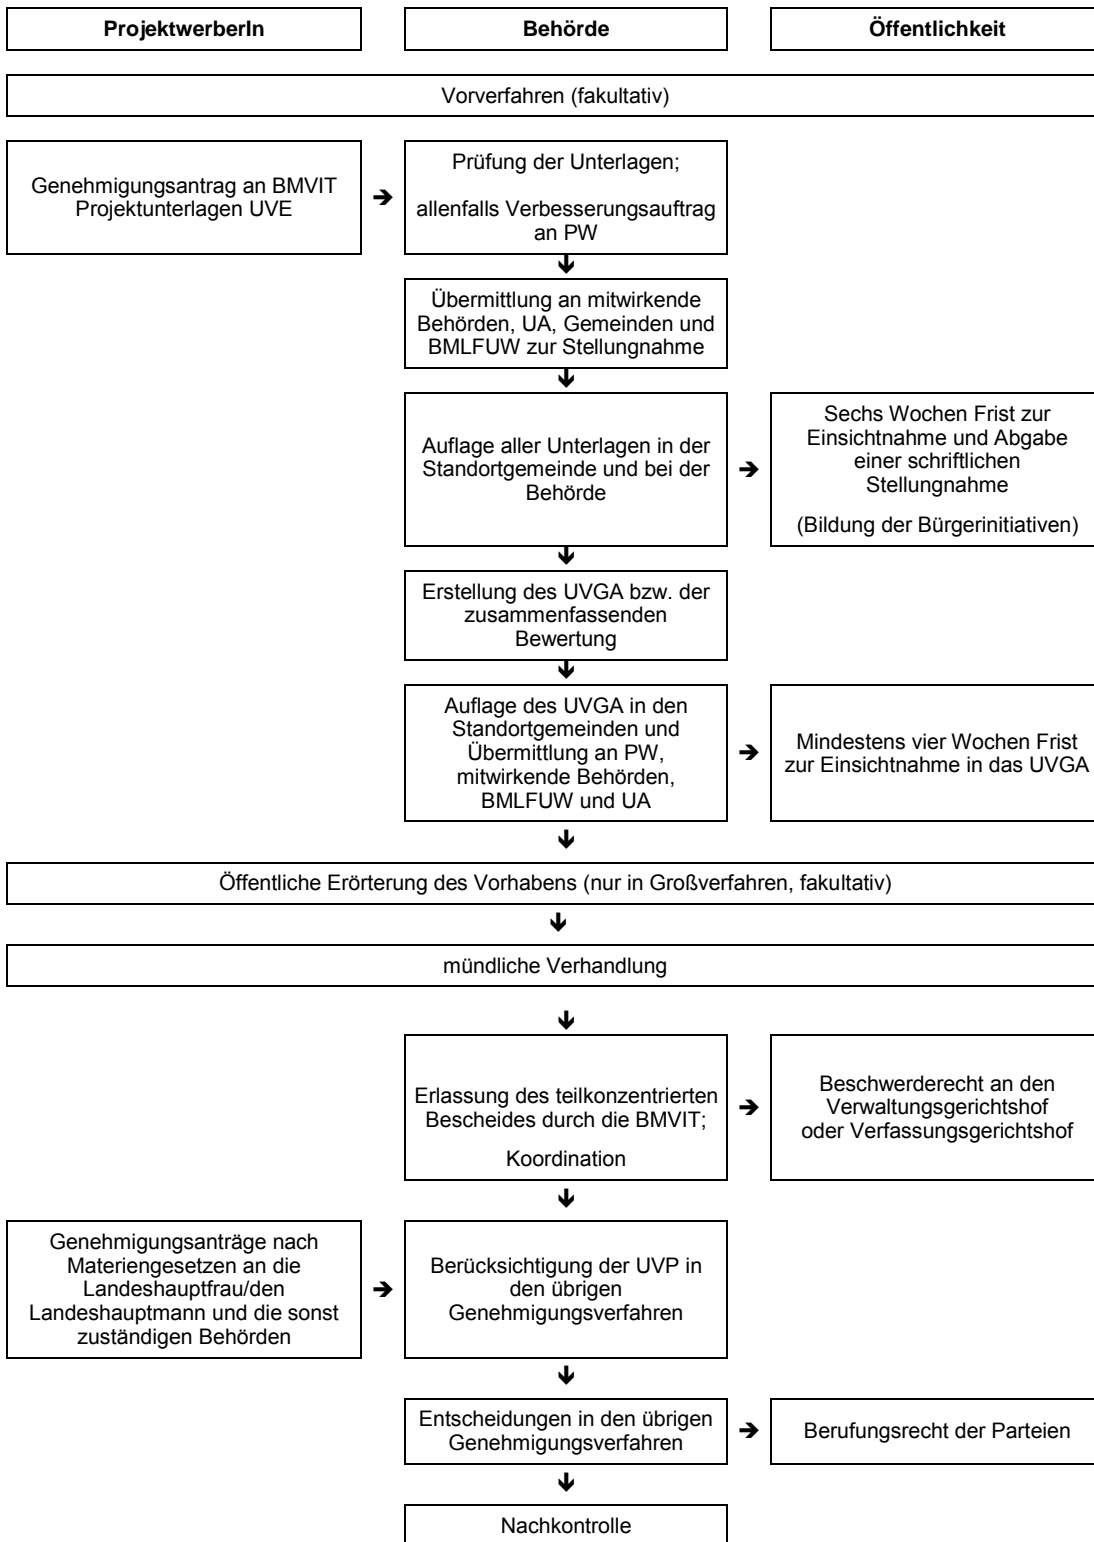 ProjektwerberIn
Behörde
Öffentlichkeit
Vorverfahren (fakultativ)
Genehmigungsantrag an BMVIT
Projektunterlagen UVE
Prüfung der Unterlagen;
allenfalls Verbesserungsauftrag
an PW
Übermittlung an mitwirkende
Behörden, UA, Gemeinden und
BMLFUW zur Stellungnahme
Auflage aller Unterlagen in der
Standortgemeinde und bei der
Behörde
Sechs Wochen Frist zur
Einsichtnahme und Abgabe
einer schriftlichen
Stellungnahme
(Bildung der Bürgerinitiativen)
Erstellung des UVGA bzw. der
zusammenfassenden
Bewertung
Auflage des UVGA in den
Standortgemeinden und
Übermittlung an PW,
mitwirkende Behörden,
BMLFUW und UA
Mindestens vier Wochen Frist
zur Einsichtnahme in das UVGA
Öffentliche Erörterung des Vorhabens (nur in Großverfahren, fakultativ)
mündliche Verhandlung
Erlassung des teilkonzentrierten
Bescheides durch die BMVIT;
Koordination
Beschwerderecht an den
Verwaltungsgerichtshof
oder Verfassungsgerichtshof
Genehmigungsanträge nach
Materiengesetzen an die
Landeshauptfrau/den
Landeshauptmann und die sonst
zuständigen Behörden
Berücksichtigung der UVP in
den übrigen
Genehmigungsverfahren
Entscheidungen in den übrigen
Genehmigungsverfahren
Berufungsrecht der Parteien
Nachkontrolle